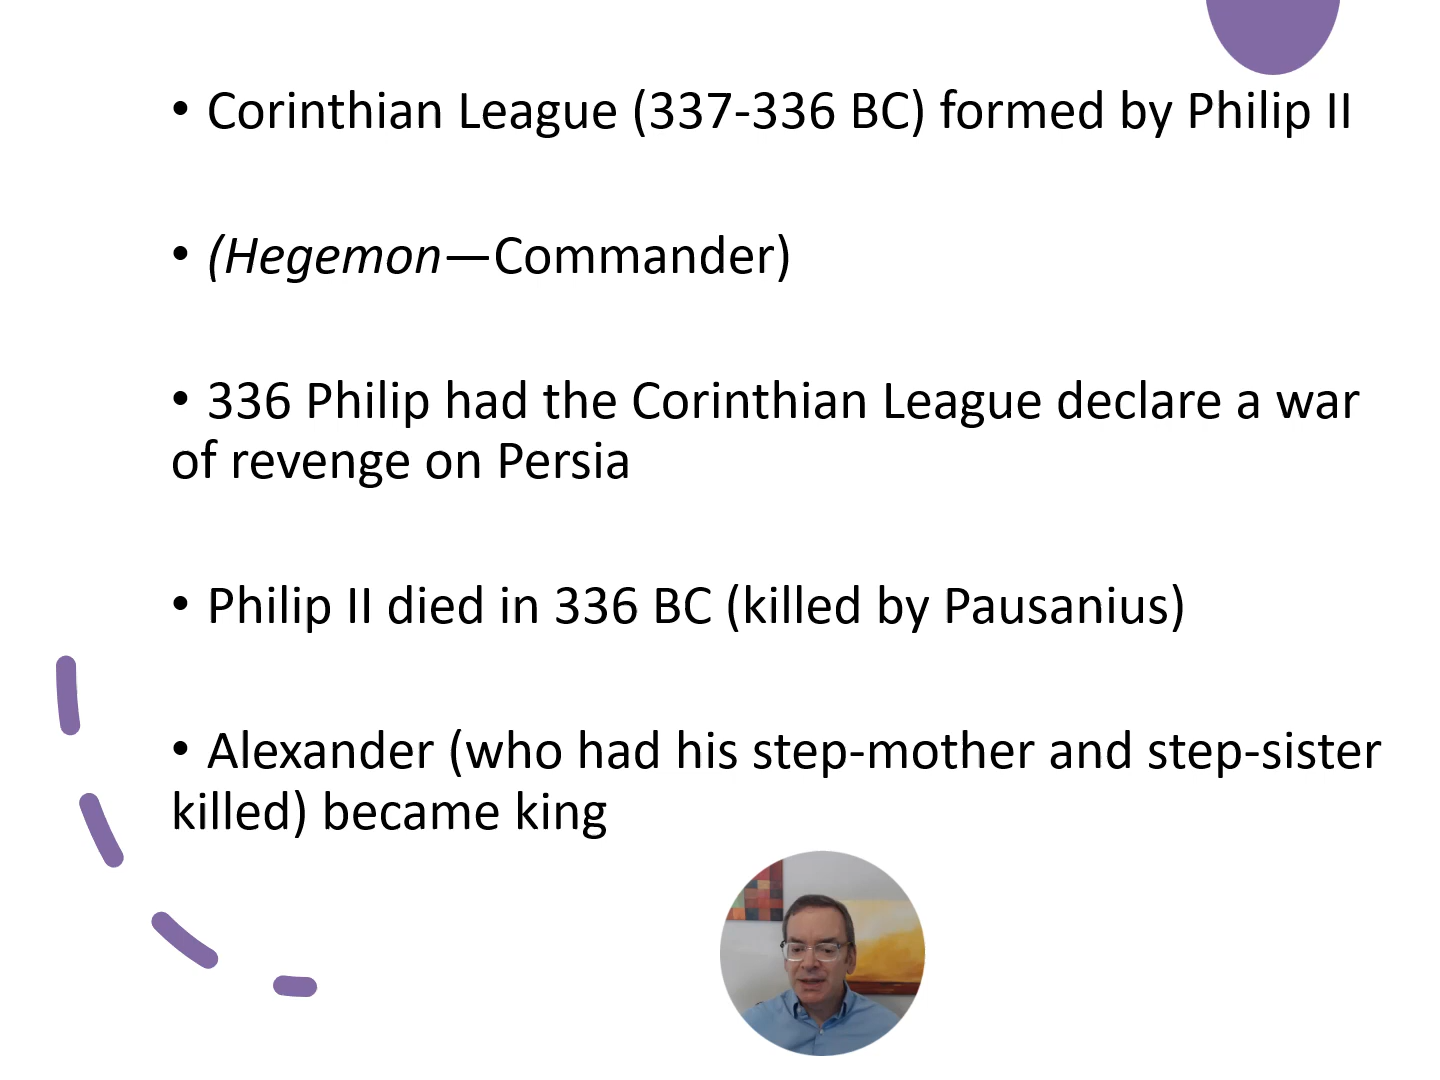 • Corinthian League (337-336 BC) formed by Philip II
• (Hegemon—Commander)
• 336 Philip had the Corinthian League declare a war
of revenge on Persia
• Philip II died in 336 BC (killed by Pausanius)
• Alexander (who had his step-mother and step-sister
killed) became king